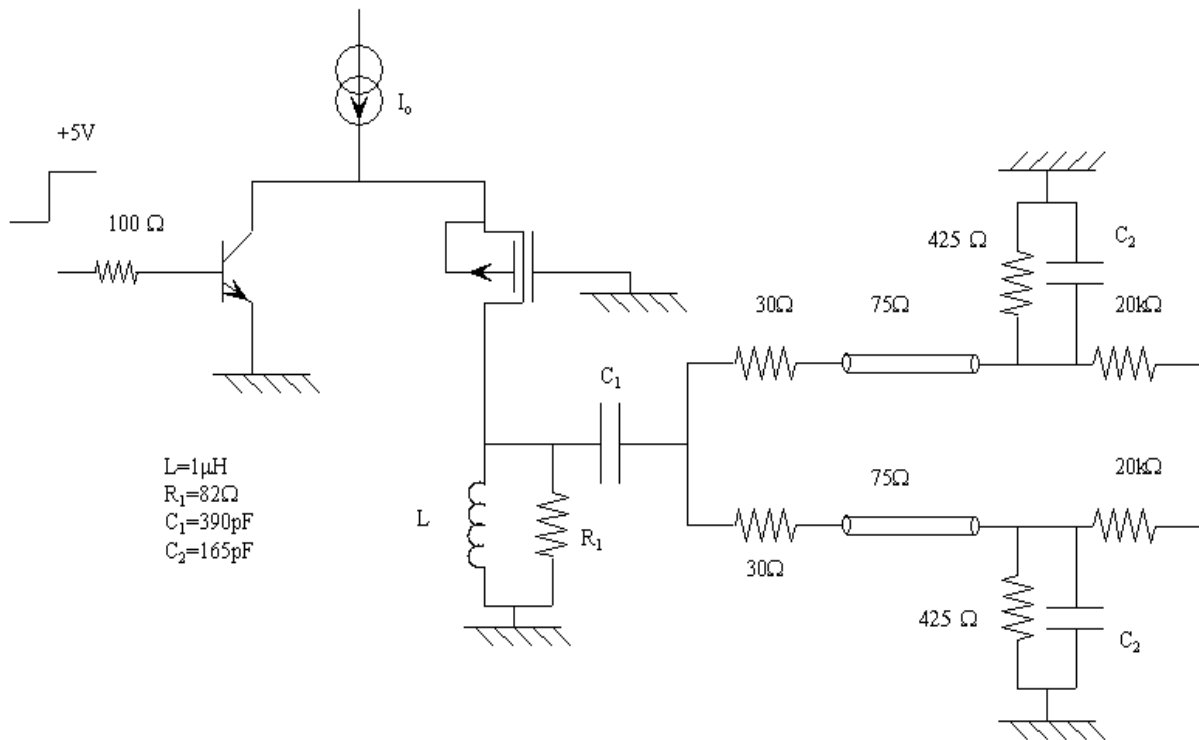 I₀
+5V
100 Ω
425 Ω
C₂
30Ω
75Ω
20kΩ
C₁
L=1μH
R₁=82Ω
C₁=390pF
C₂=165pF
L
R₁
75Ω
20kΩ
30Ω
425 Ω
C₂